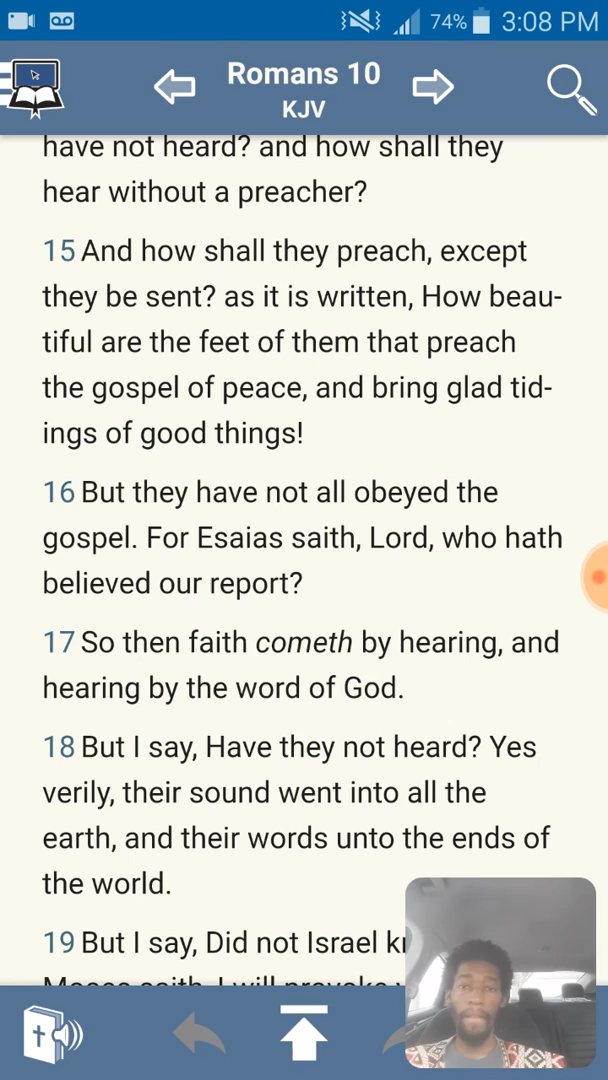 74% 3:08 PM
Romans 10
KJV
have not heard? and how shall they
hear without a preacher?
15 And how shall they preach, except
they be sent? as it is written, How beau-
tiful are the feet of them that preach
the gospel of peace, and bring glad tid-
ings of good things!
16 But they have not all obeyed the
gospel. For Esaias saith, Lord, who hath
believed our report?
17 So then faith cometh by hearing, and
hearing by the word of God.
18 But I say, Have they not heard? Yes
verily, their sound went into all the
earth, and their words unto the ends of
the world.
19 But I say, Did not Israel
Moses saith, I will provoke